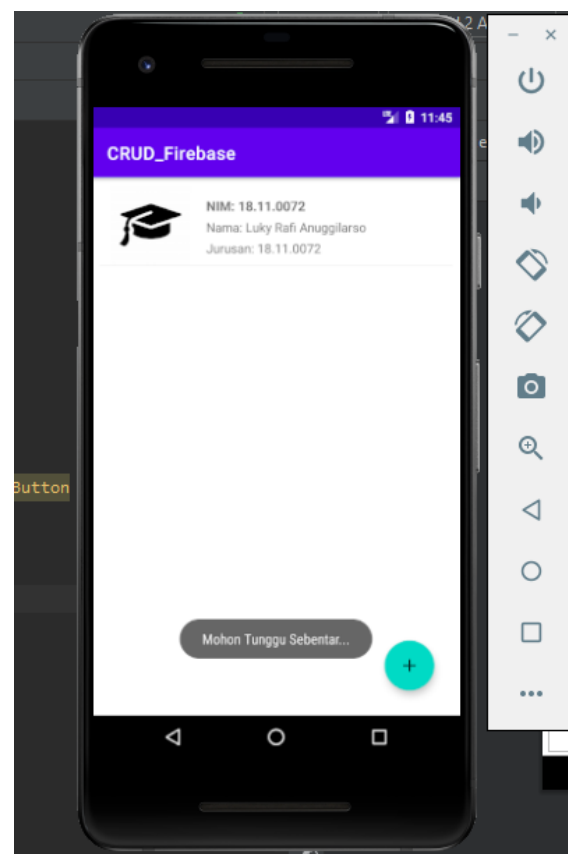 2 A
11:45
e
CRUD_Firebase
NIM: 18.11.0072
Nama: Luky Rafi Anuggilarso
Jurusan: 18.11.0072
Button
Mohon Tunggu Sebentar...
+